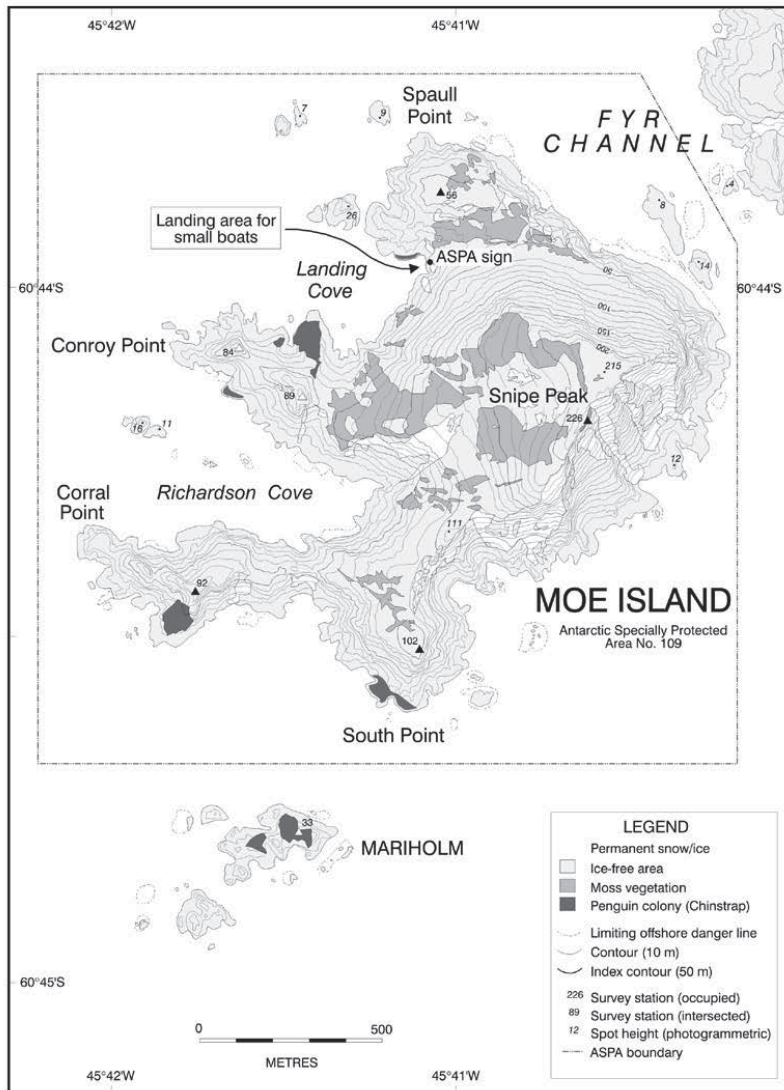 45°42'W 45°41'W
7
9
Spaull
Point
FYR
CHANNEL
4
8
56
26
Landing area for
small boats
ASPA sign
14
Landing
Cove
50
60°44'S 60°44'S
100
150
200
Conroy Point
84
215
89
Snipe Peak
226
16 11
12
Corral
Point
Richardson Cove
111
92
MOE ISLAND
Antarctic Specially Protected
Area No. 109
102
South Point
33
MARIHOLM
LEGEND
Permanent snow/ice
Ice-free area
Moss vegetation
Penguin colony (Chinstrap)
Limiting offshore danger line
Contour (10 m)
Index contour (50 m)
226 Survey station (occupied)
89 Survey station (intersected)
12 Spot height (photogrammetric)
ASPA boundary
60°45'S
0 500
METRES
45°42'W 45°41'W